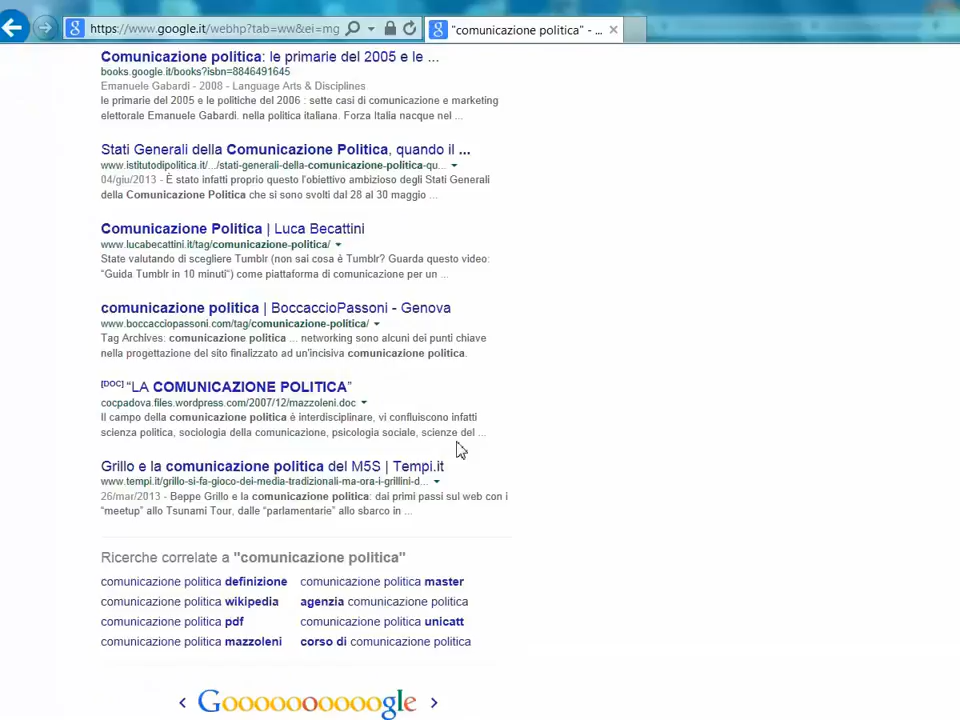 https://www.google.it/webhp?tab=ww&ei=mg
"comunicazione politica" - ...
Comunicazione politica: le primarie del 2005 e le ...
books.google.it/books?isbn=8846491645
Emanuele Gabardi - 2008 - Language Arts & Disciplines
le primarie del 2005 e le politiche del 2006 : sette casi di comunicazione e marketing
elettorale Emanuele Gabardi. nella politica italiana. Forza Italia nacque nel ...
Stati Generali della Comunicazione Politica, quando il ...
www.istitutodipolitica.it/.../stati-generali-della-comunicazione-politica-qu...
04/giu/2013 - È stato infatti proprio questo l'obiettivo ambizioso degli Stati Generali
della Comunicazione Politica che si sono svolti dal 28 al 30 maggio ...
Comunicazione Politica | Luca Becattini
www.lucabecattini.it/tag/comunicazione-politica/
State valutando di scegliere Tumblr (non sai cosa è Tumblr? Guarda questo video:
“Guida Tumblr in 10 minuti“) come piattaforma di comunicazione per un ...
comunicazione politica | BoccaccioPassoni - Genova
www.boccacciopassoni.com/tag/comunicazione-politica/
Tag Archives: comunicazione politica ... networking sono alcuni dei punti chiave
nella progettazione del sito finalizzato ad un'incisiva comunicazione politica.
[DOC] “LA COMUNICAZIONE POLITICA”
cocpadova.files.wordpress.com/2007/12/mazzoleni.doc
Il campo della comunicazione politica è interdisciplinare, vi confluiscono infatti
scienza politica, sociologia della comunicazione, psicologia sociale, scienze del ...
Grillo e la comunicazione politica del M5S | Tempi.it
www.tempi.it/grillo-si-fa-gioco-dei-media-tradizionali-ma-ora-i-grillini-d...
26/mar/2013 - Beppe Grillo e la comunicazione politica: dai primi passi sul web con i
“meetup” allo Tsunami Tour, dalle “parlamentarie” allo sbarco in ...
Ricerche correlate a "comunicazione politica"
comunicazione politica definizione comunicazione politica master
comunicazione politica wikipedia agenzia comunicazione politica
comunicazione politica pdf comunicazione politica unicatt
comunicazione politica mazzoleni corso di comunicazione politica
Goooooooooogle